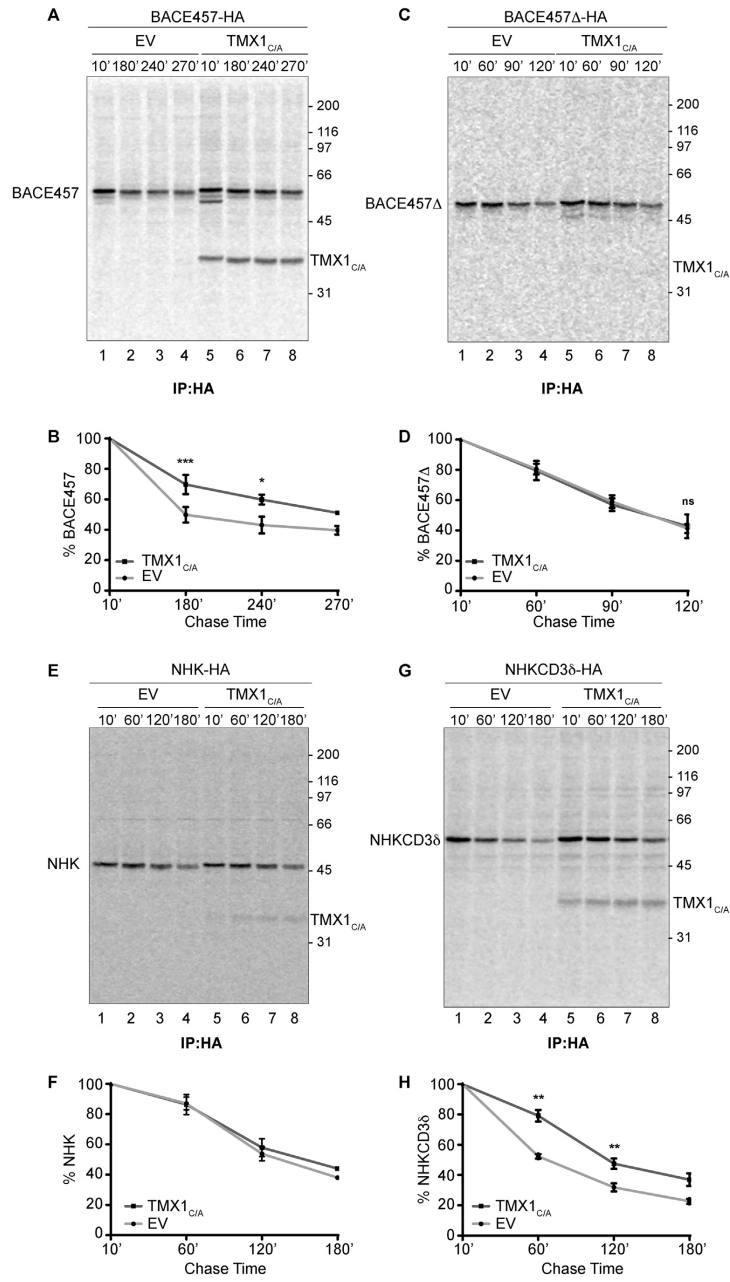 A
BACE457-HA
EV TMX1C/A
10’ 180’ 240’ 270’ 10’ 180’ 240’ 270’
200
116
97
66
BACE457
45
TMX1C/A
31
1 2 3 4 5 6 7 8
IP:HA
C
BACE457Δ-HA
EV TMX1C/A
10’ 60’ 90’ 120’ 10’ 60’ 90’ 120’
200
116
97
66
BACE457Δ
45
TMX1C/A
31
1 2 3 4 5 6 7 8
IP:HA
B
% BACE457
100
80
60
40
20
0
***
*
TMX1C/A
EV
10’ 180’ 240’ 270’
Chase Time
D
% BACE457Δ
100
80
60
40
20
0
ns
TMX1C/A
EV
10’ 60’ 90’ 120’
Chase Time
E
NHK-HA
EV TMX1C/A
10’ 60’ 120’ 180’ 10’ 60’ 120’ 180’
200
116
97
66
NHK
45
TMX1C/A
31
1 2 3 4 5 6 7 8
IP:HA
G
NHKCD3δ-HA
EV TMX1C/A
10’ 60’ 120’ 180’ 10’ 60’ 120’ 180’
200
116
97
66
NHKCD3δ
45
TMX1C/A
31
1 2 3 4 5 6 7 8
IP:HA
F
% NHK
100
80
60
40
20
0
TMX1C/A
EV
10’ 60’ 120’ 180’
Chase Time
H
% NHKCD3δ
100
80
60
40
20
0
**
**
TMX1C/A
EV
10’ 60’ 120’ 180’
Chase Time